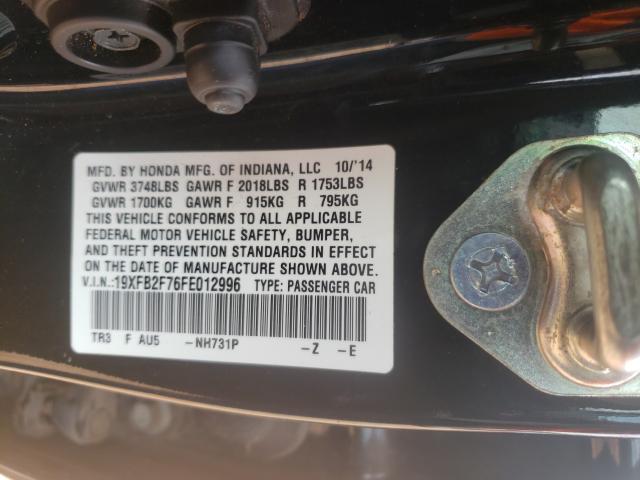 MFD. BY HONDA MFG. OF INDIANA, LLC 10/'14
GVWR 3748LBS GAWR F 2018LBS R 1753LBS
GVWR 1700KG GAWR F 915KG R 795KG
THIS VEHICLE CONFORMS TO ALL APPLICABLE
FEDERAL MOTOR VEHICLE SAFETY, BUMPER,
AND THEFT PREVENTION STANDARDS IN EFFECT
ON THE DATE OF MANUFACTURE SHOWN ABOVE.
V.I.N.:19XFB2F76FE012996 TYPE: PASSENGER CAR
TR3 F AU5 -NH731P -Z -E